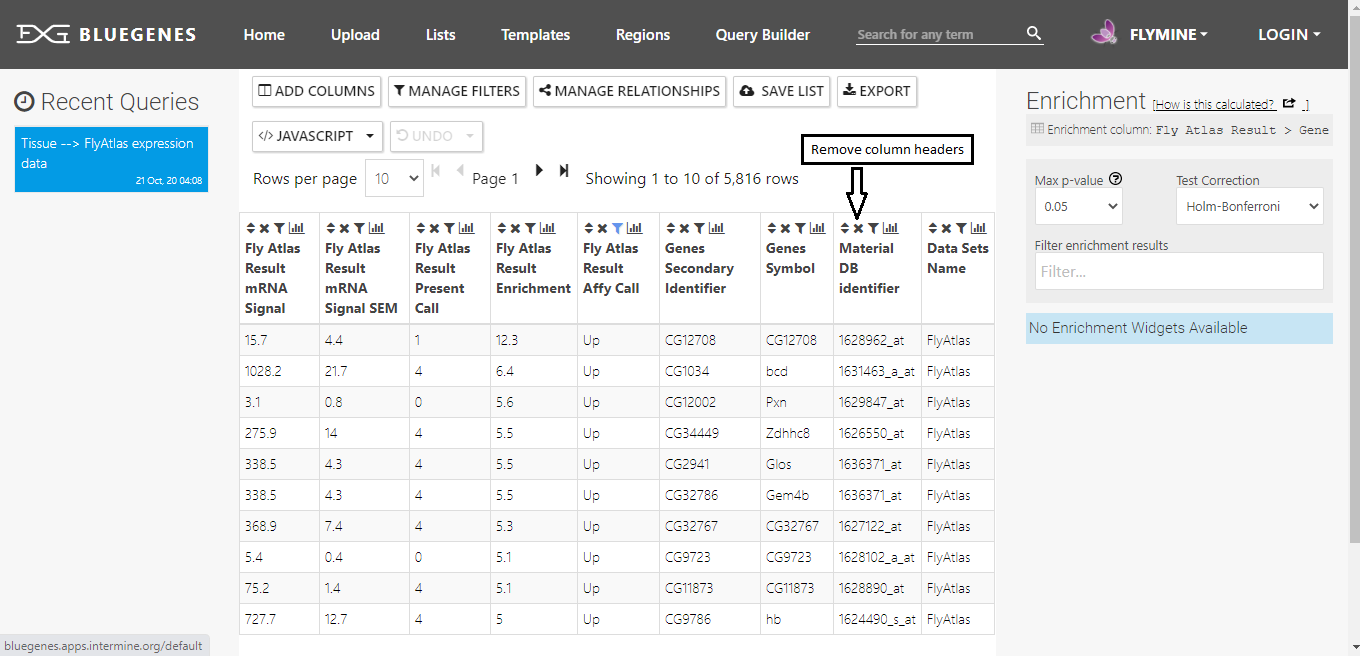 BLUEGENES Home Upload Lists Templates Regions Query Builder Search for any term FLYMINE LOGIN
Recent Queries
Tissue --> FlyAtlas expression
data
21 Oct, 20 04:08
ADD COLUMNS MANAGE FILTERS MANAGE RELATIONSHIPS SAVE LIST EXPORT
</> JAVASCRIPT UNDO
Remove column headers
Rows per page 10 Page 1 Showing 1 to 10 of 5,816 rows
Fly Atlas Result mRNA Signal
Fly Atlas Result mRNA Signal SEM
Fly Atlas Result Present Call
Fly Atlas Result Enrichment
Fly Atlas Result Affy Call
Genes Secondary Identifier
Genes Symbol
Material DB identifier
Data Sets Name
15.7 4.4 1 12.3 Up CG12708 CG12708 1628962_at FlyAtlas
1028.2 21.7 4 6.4 Up CG1034 bcd 1631463_a_at FlyAtlas
3.1 0.8 0 5.6 Up CG12002 Pxn 1629847_at FlyAtlas
275.9 14 4 5.5 Up CG34449 Zdhhc8 1626550_at FlyAtlas
338.5 4.3 4 5.5 Up CG2941 Glos 1636371_at FlyAtlas
338.5 4.3 4 5.5 Up CG32786 Gem4b 1636371_at FlyAtlas
368.9 7.4 4 5.3 Up CG32767 CG32767 1627122_at FlyAtlas
5.4 0.4 0 5.1 Up CG9723 CG9723 1628102_a_at FlyAtlas
75.2 1.4 4 5.1 Up CG11873 CG11873 1628890_at FlyAtlas
727.7 12.7 4 5 Up CG9786 hb 1624490_s_at FlyAtlas
Enrichment [How is this calculated? ]
Enrichment column: Fly Atlas Result > Gene
Max p-value Test Correction
0.05 Holm-Bonferroni
Filter enrichment results
Filter...
No Enrichment Widgets Available
bluegenes.apps.intermine.org/default